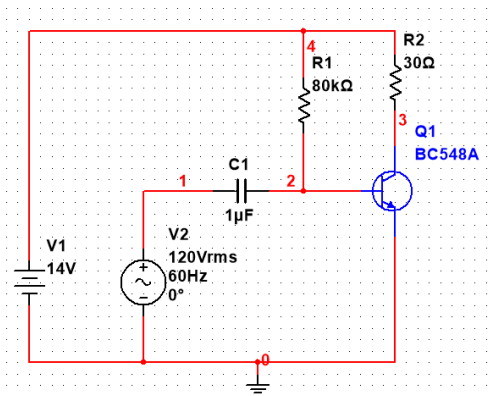 4
R1
80kΩ
R2
30Ω
3
Q1
BC548A
C1
1
2
1µF
V2
120Vrms
60Hz
0°
V1
14V
0